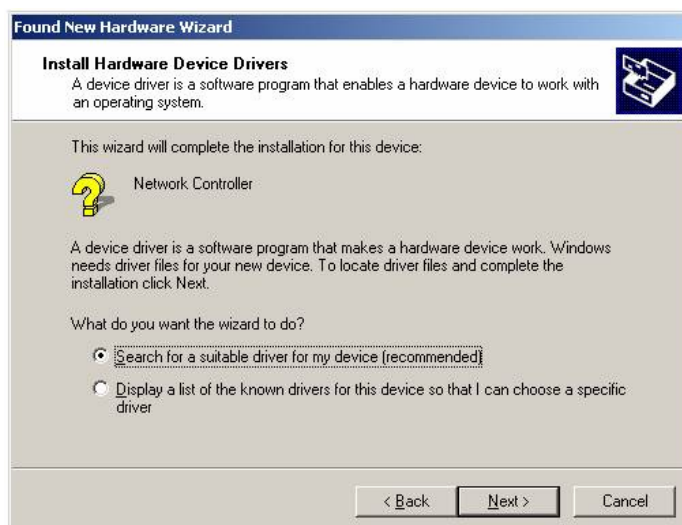 Found New Hardware Wizard
Install Hardware Device Drivers
A device driver is a software program that enables a hardware device to work with
an operating system.
This wizard will complete the installation for this device:
Network Controller
A device driver is a software program that makes a hardware device work. Windows
needs driver files for your new device. To locate driver files and complete the
installation click Next.
What do you want the wizard to do?
Search for a suitable driver for my device (recommended)
Display a list of the known drivers for this device so that I can choose a specific
driver
< Back
Next >
Cancel